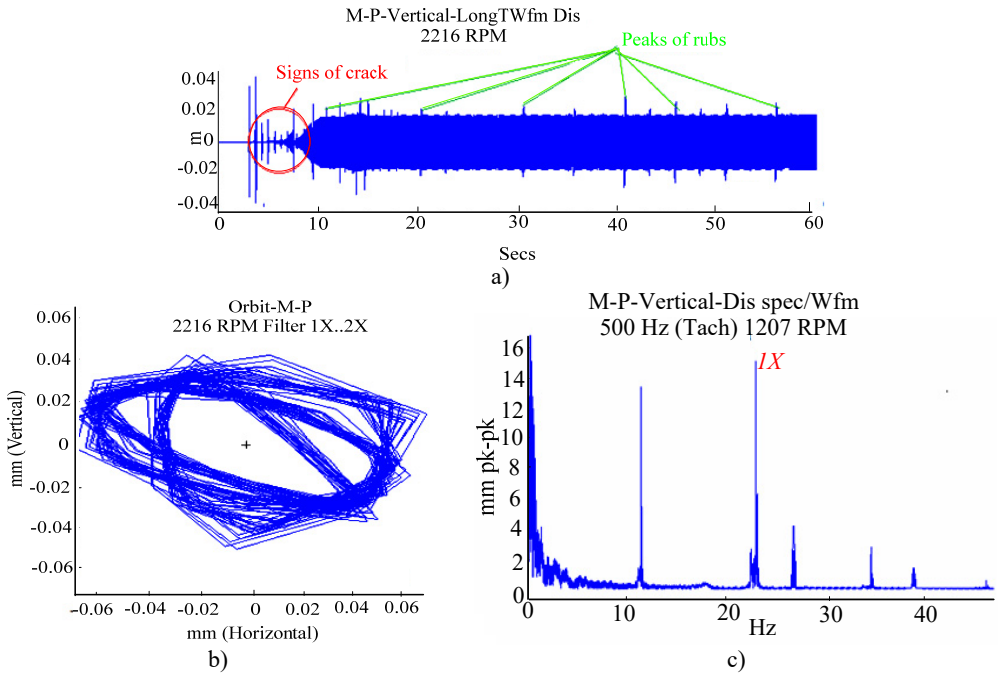 M-P-Vertical-LongTWfm Dis
2216 RPM
Peaks of rubs
Signs of crack
0.04
0.02
m
0
-0.02
-0.04
0 10 20 30 40 50 60
Secs
a)
Orbit-M-P
2216 RPM Filter 1X..2X
0.06
0.04
0.02
0
-0.02
-0.04
-0.06
mm (Vertical)
-0.06 -0.04 -0.02 0 0.02 0.04 0.06
mm (Horizontal)
b)
M-P-Vertical-Dis spec/Wfm
500 Hz (Tach) 1207 RPM
1X
16
14
12
10
8
6
4
2
0
mm pk-pk
0 10 20 30 40
Hz
c)